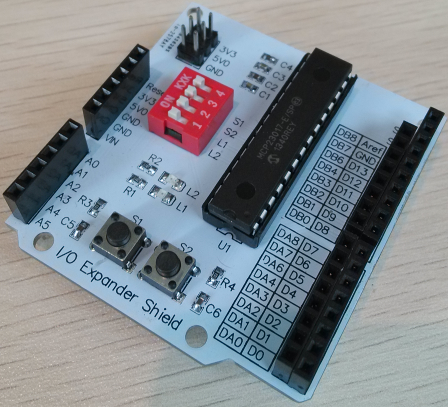 3V3
5V0
GND
C4
C3
C2
C1
Reset
3V3
5V0
GND
GND
VIN
ON KXK
1 2 3 4
S1
S2
L1
L2
MCP23017-E/SP
U1
A0
A1
A2
A3
A4
A5
R2
R1
L2
L1
R3
C5
S1
S2
R4
C6
I/O Expander Shield
DB8 Aref
DB7 GND
DB6 D13
DB5 D12
DB4 D11
DB3 D10
DB2 D9
DB1 D8
DB0
DA8 D7
DA7 D6
DA6 D5
DA5 D4
DA4 D3
DA3 D2
DA2 D1
DA1 D0
DA0